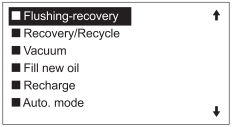 Flushing-recovery
Recovery/Recycle
Vacuum
Fill new oil
Recharge
Auto. mode